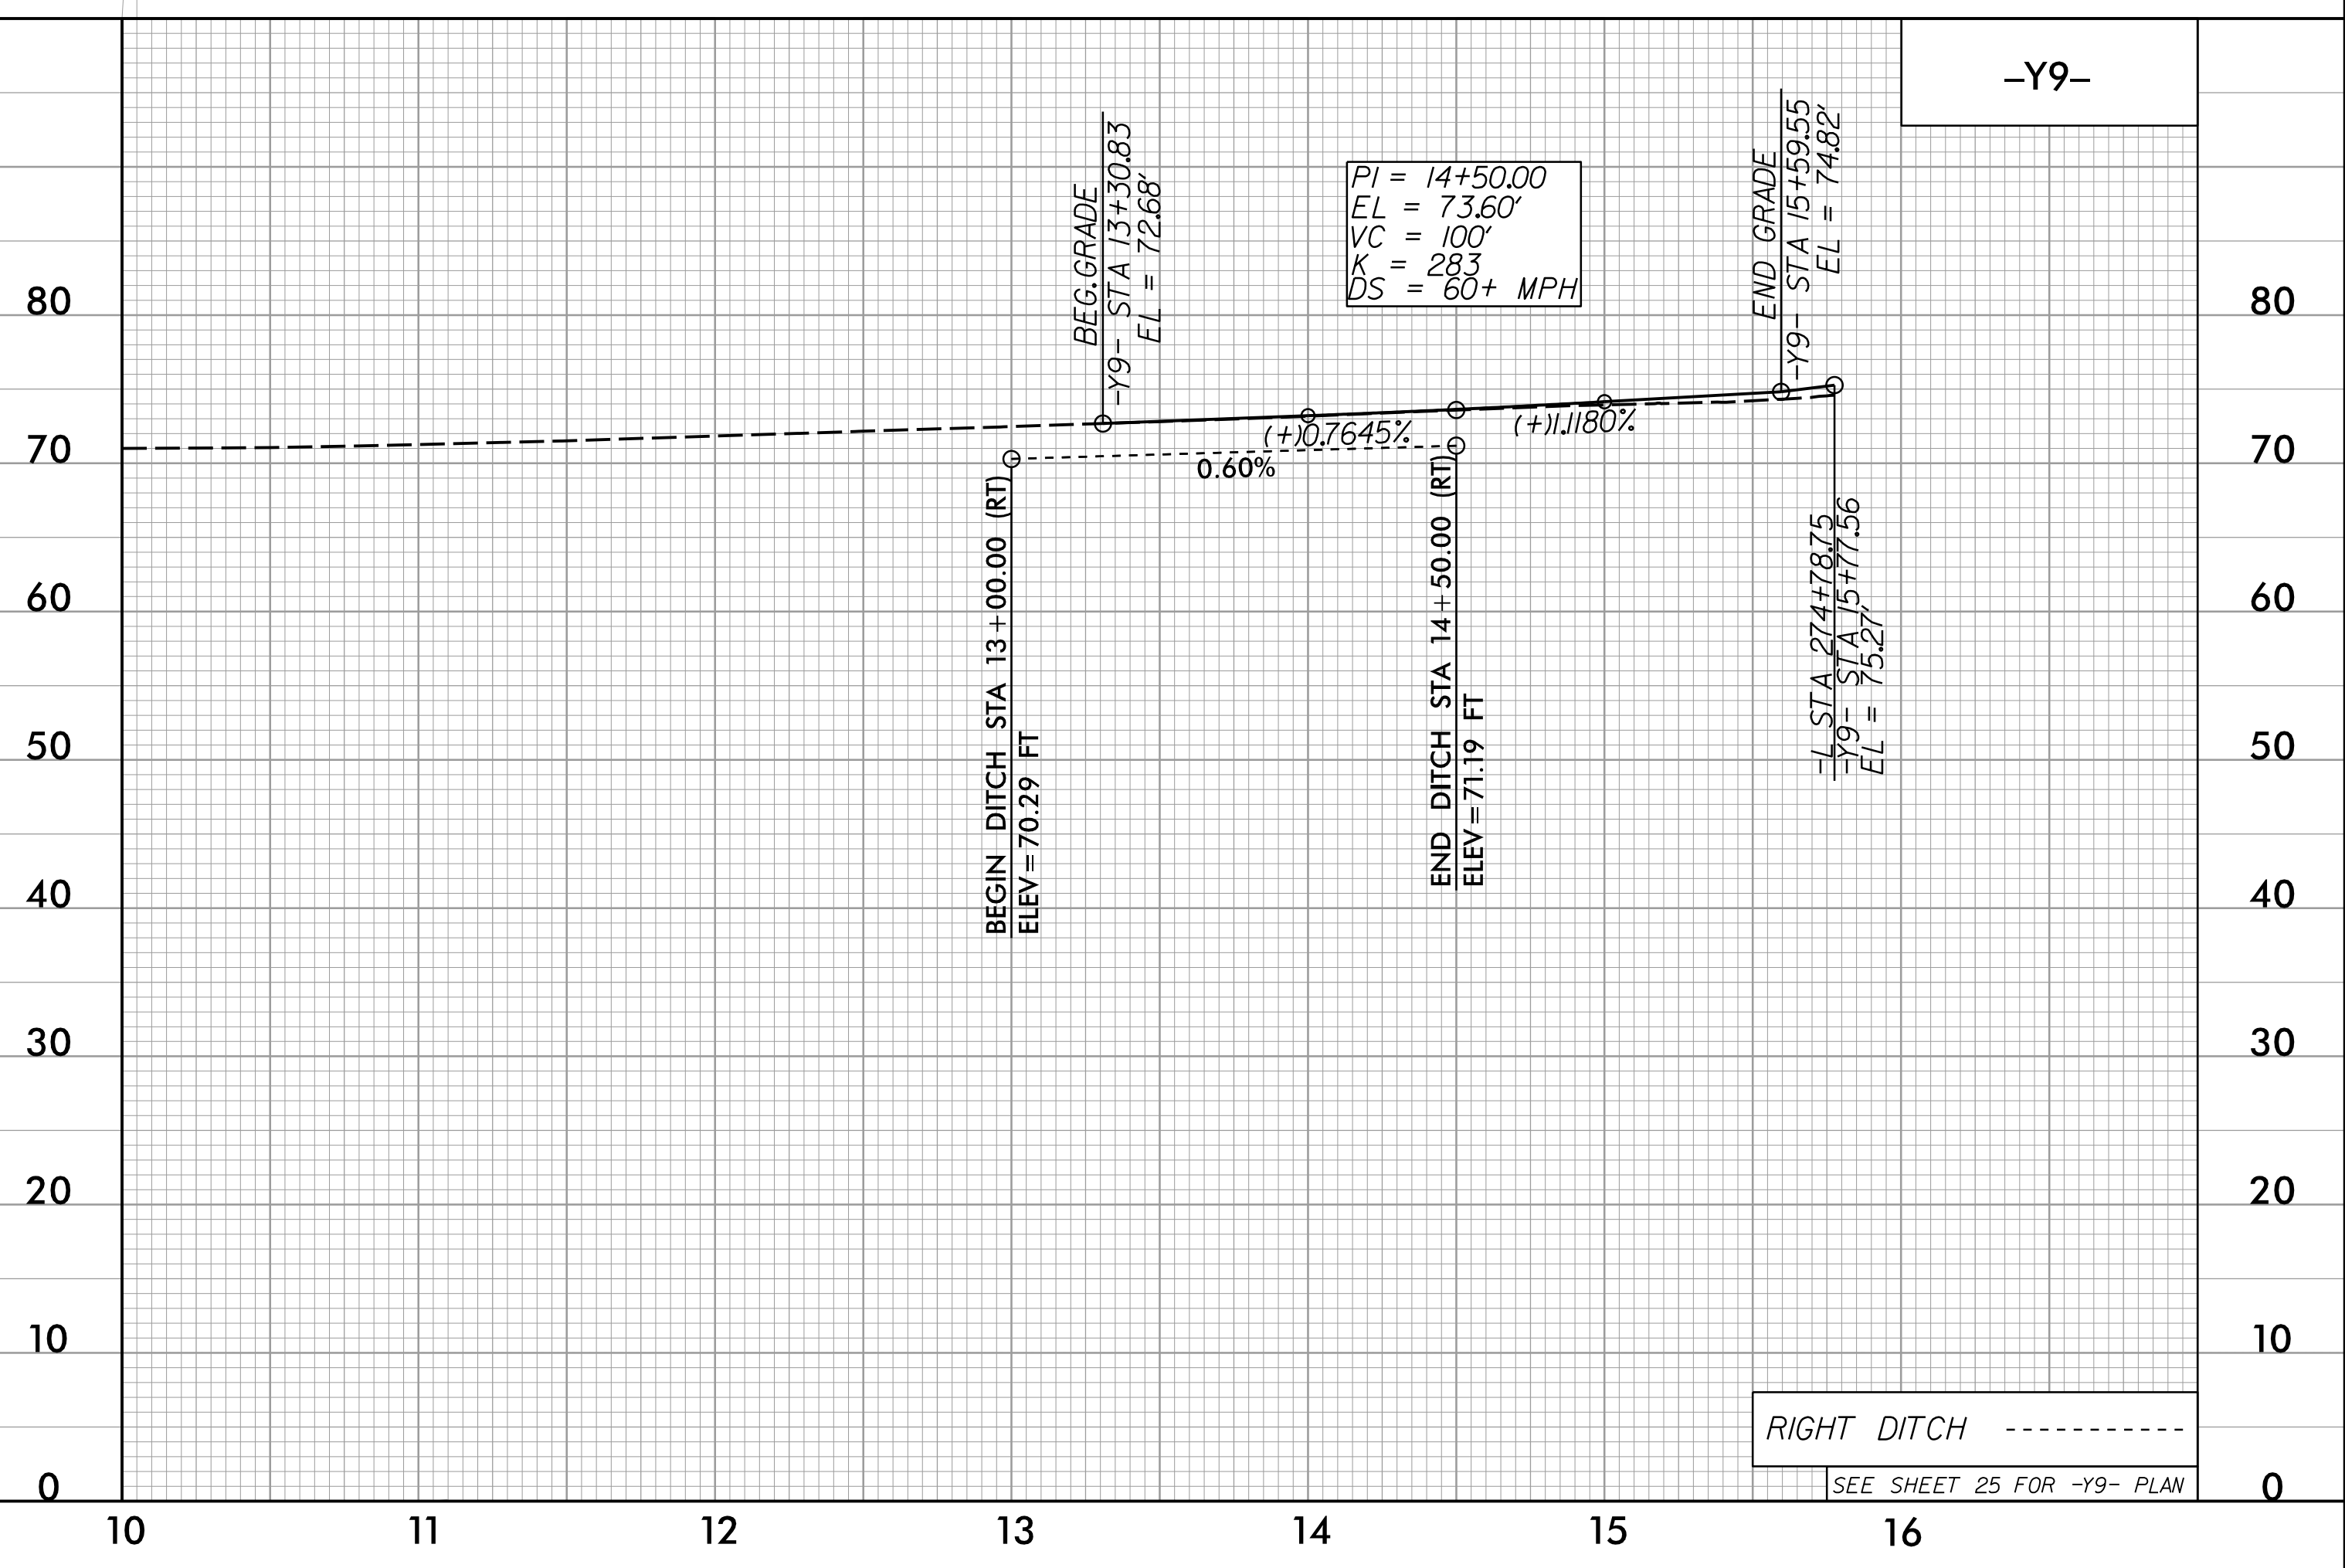 -Y9-
BEG.GRADE
-Y9- STA 13+30.83
EL = 72.68'
PI = 14+50.00
EL = 73.60'
VC = 100'
K = 283
DS = 60+ MPH
END GRADE
-Y9- STA 15+59.55
EL = 74.82'
80
80
70
(+)0.7645%
(+)1.1180%
70
0.60%
BEGIN DITCH STA 13+00.00 (RT)
ELEV=70.29 FT
END DITCH STA 14+50.00 (RT)
ELEV=71.19 FT
-L STA 274+78.75
-Y9- STA 15+77.56
EL = 75.27'
60
60
50
50
40
40
30
30
20
20
10
10
RIGHT DITCH
SEE SHEET 25 FOR -Y9- PLAN
0
0
10 11 12 13 14 15 16